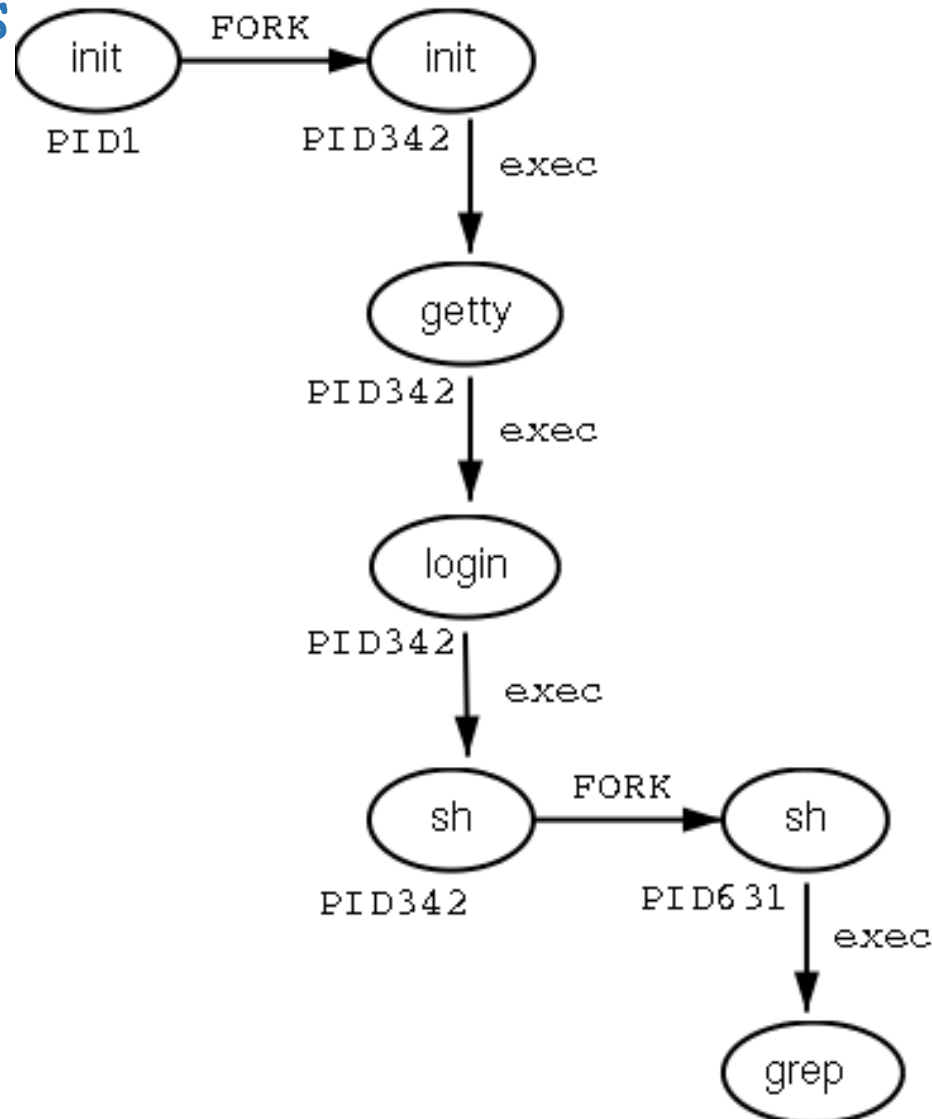 s
FORK
init
init
PID1
PID342
exec
getty
PID342
exec
login
PID342
exec
FORK
sh
sh
PID342
PID631
exec
grep